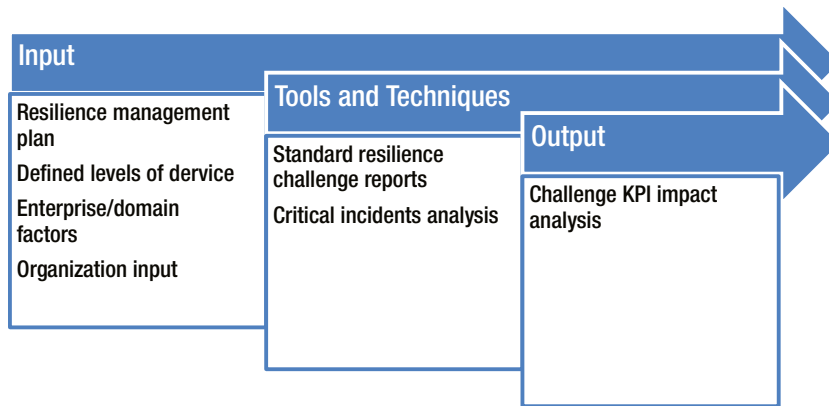 Input
Resilience management
plan
Defined levels of dervice
Enterprise/domain
factors
Organization input
Tools and Techniques
Standard resilience
challenge reports
Critical incidents analysis
Output
Challenge KPI impact
analysis